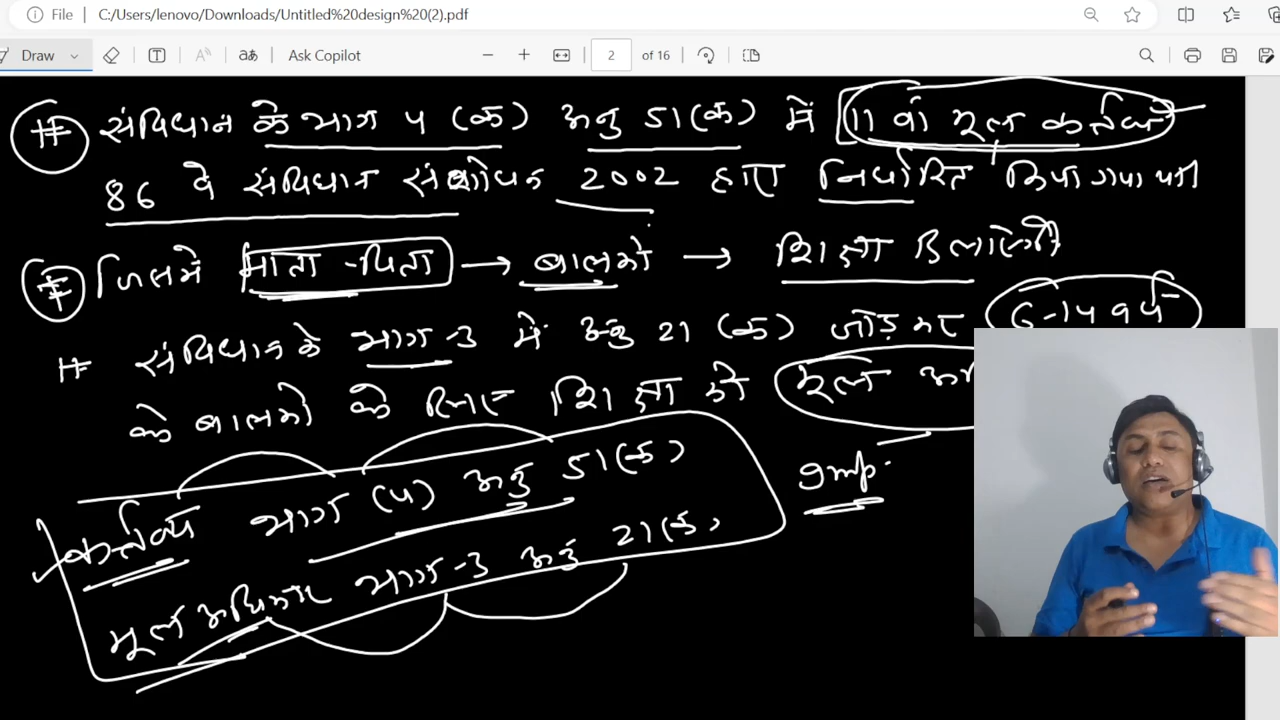 File C:/Users/lenovo/Downloads/Untitled%20design%20(2).pdf
Draw Ask Copilot 2 of 16
# संविधान के भाग 4 (क) अनु 51(क) में 11 वां मूल कर्तव्य
86 वे संविधान संशोधन 2002 द्वारा निर्धारित किया गया था
# जिसमें माता-पिता → बालको → शिक्षा दिलाएंगे
# संविधान के भाग-3 में अनु 21 (क) जोड़कर 6-14 वर्ष
के बालको के लिए शिक्षा को मूल
कर्तव्य भाग (4) अनु 51(क)
Imp.
मूल अधिकार भाग-3 अनु 21(क)